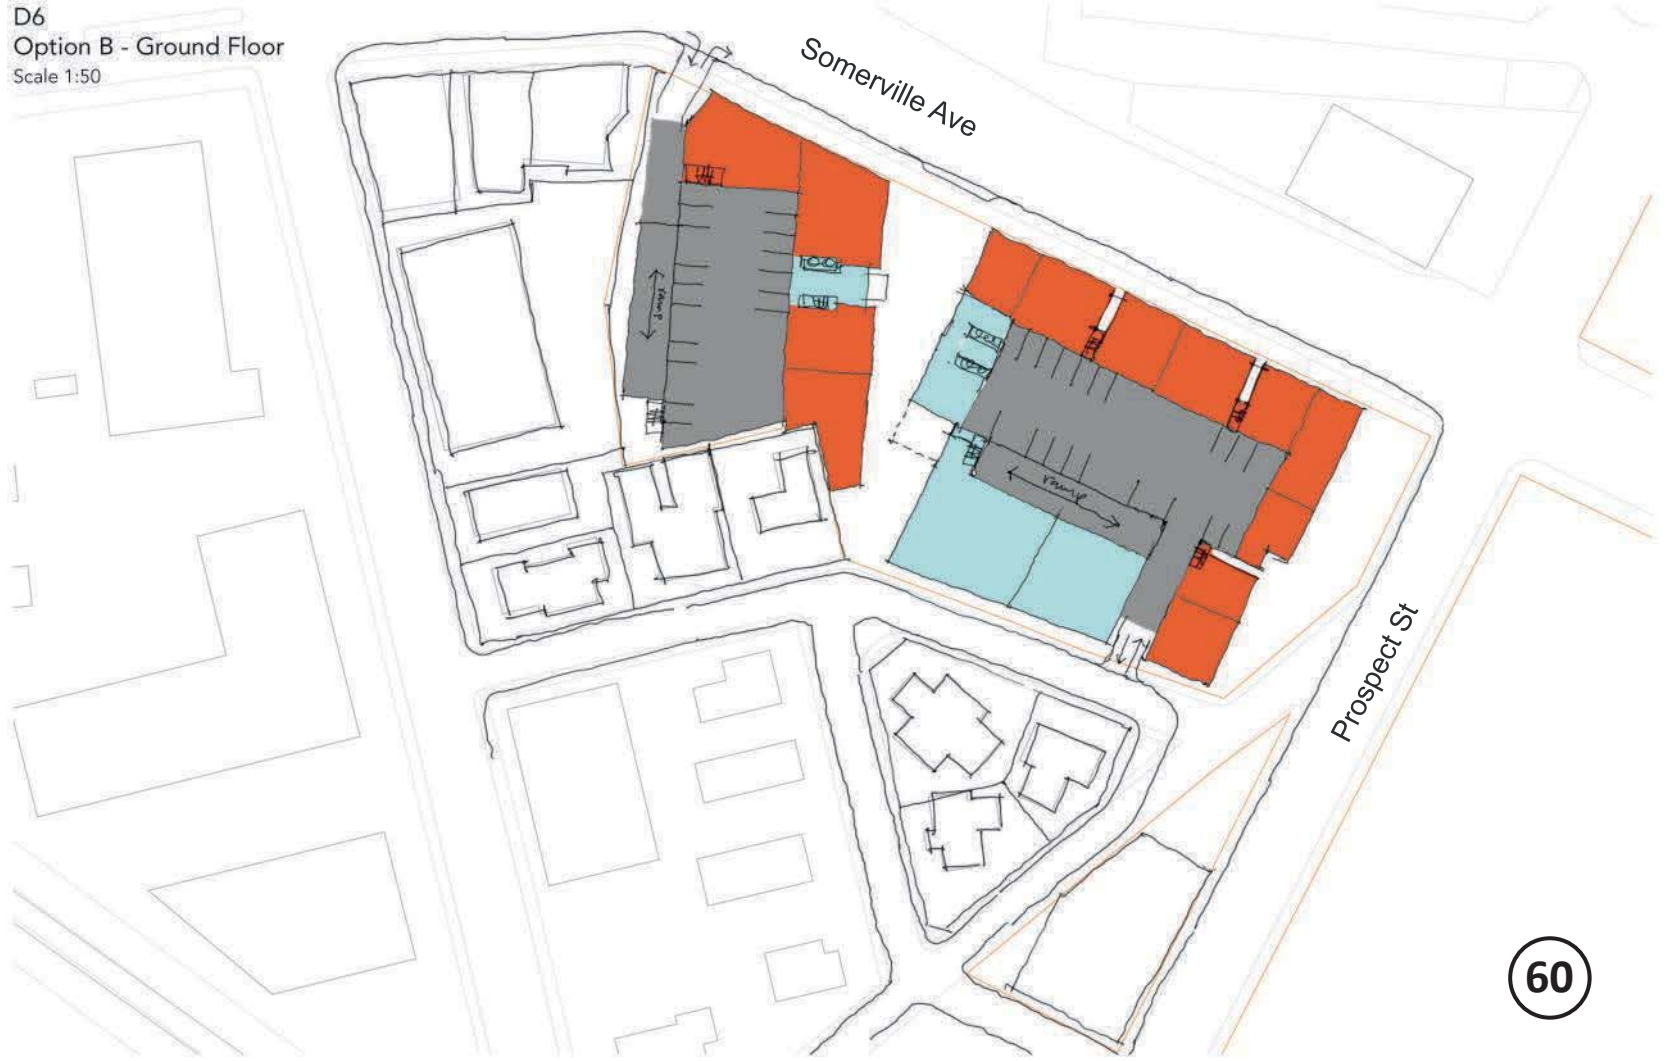 D6
Option B - Ground Floor
Scale 1:50
Somerville Ave
ramp
ramp
Prospect St
60